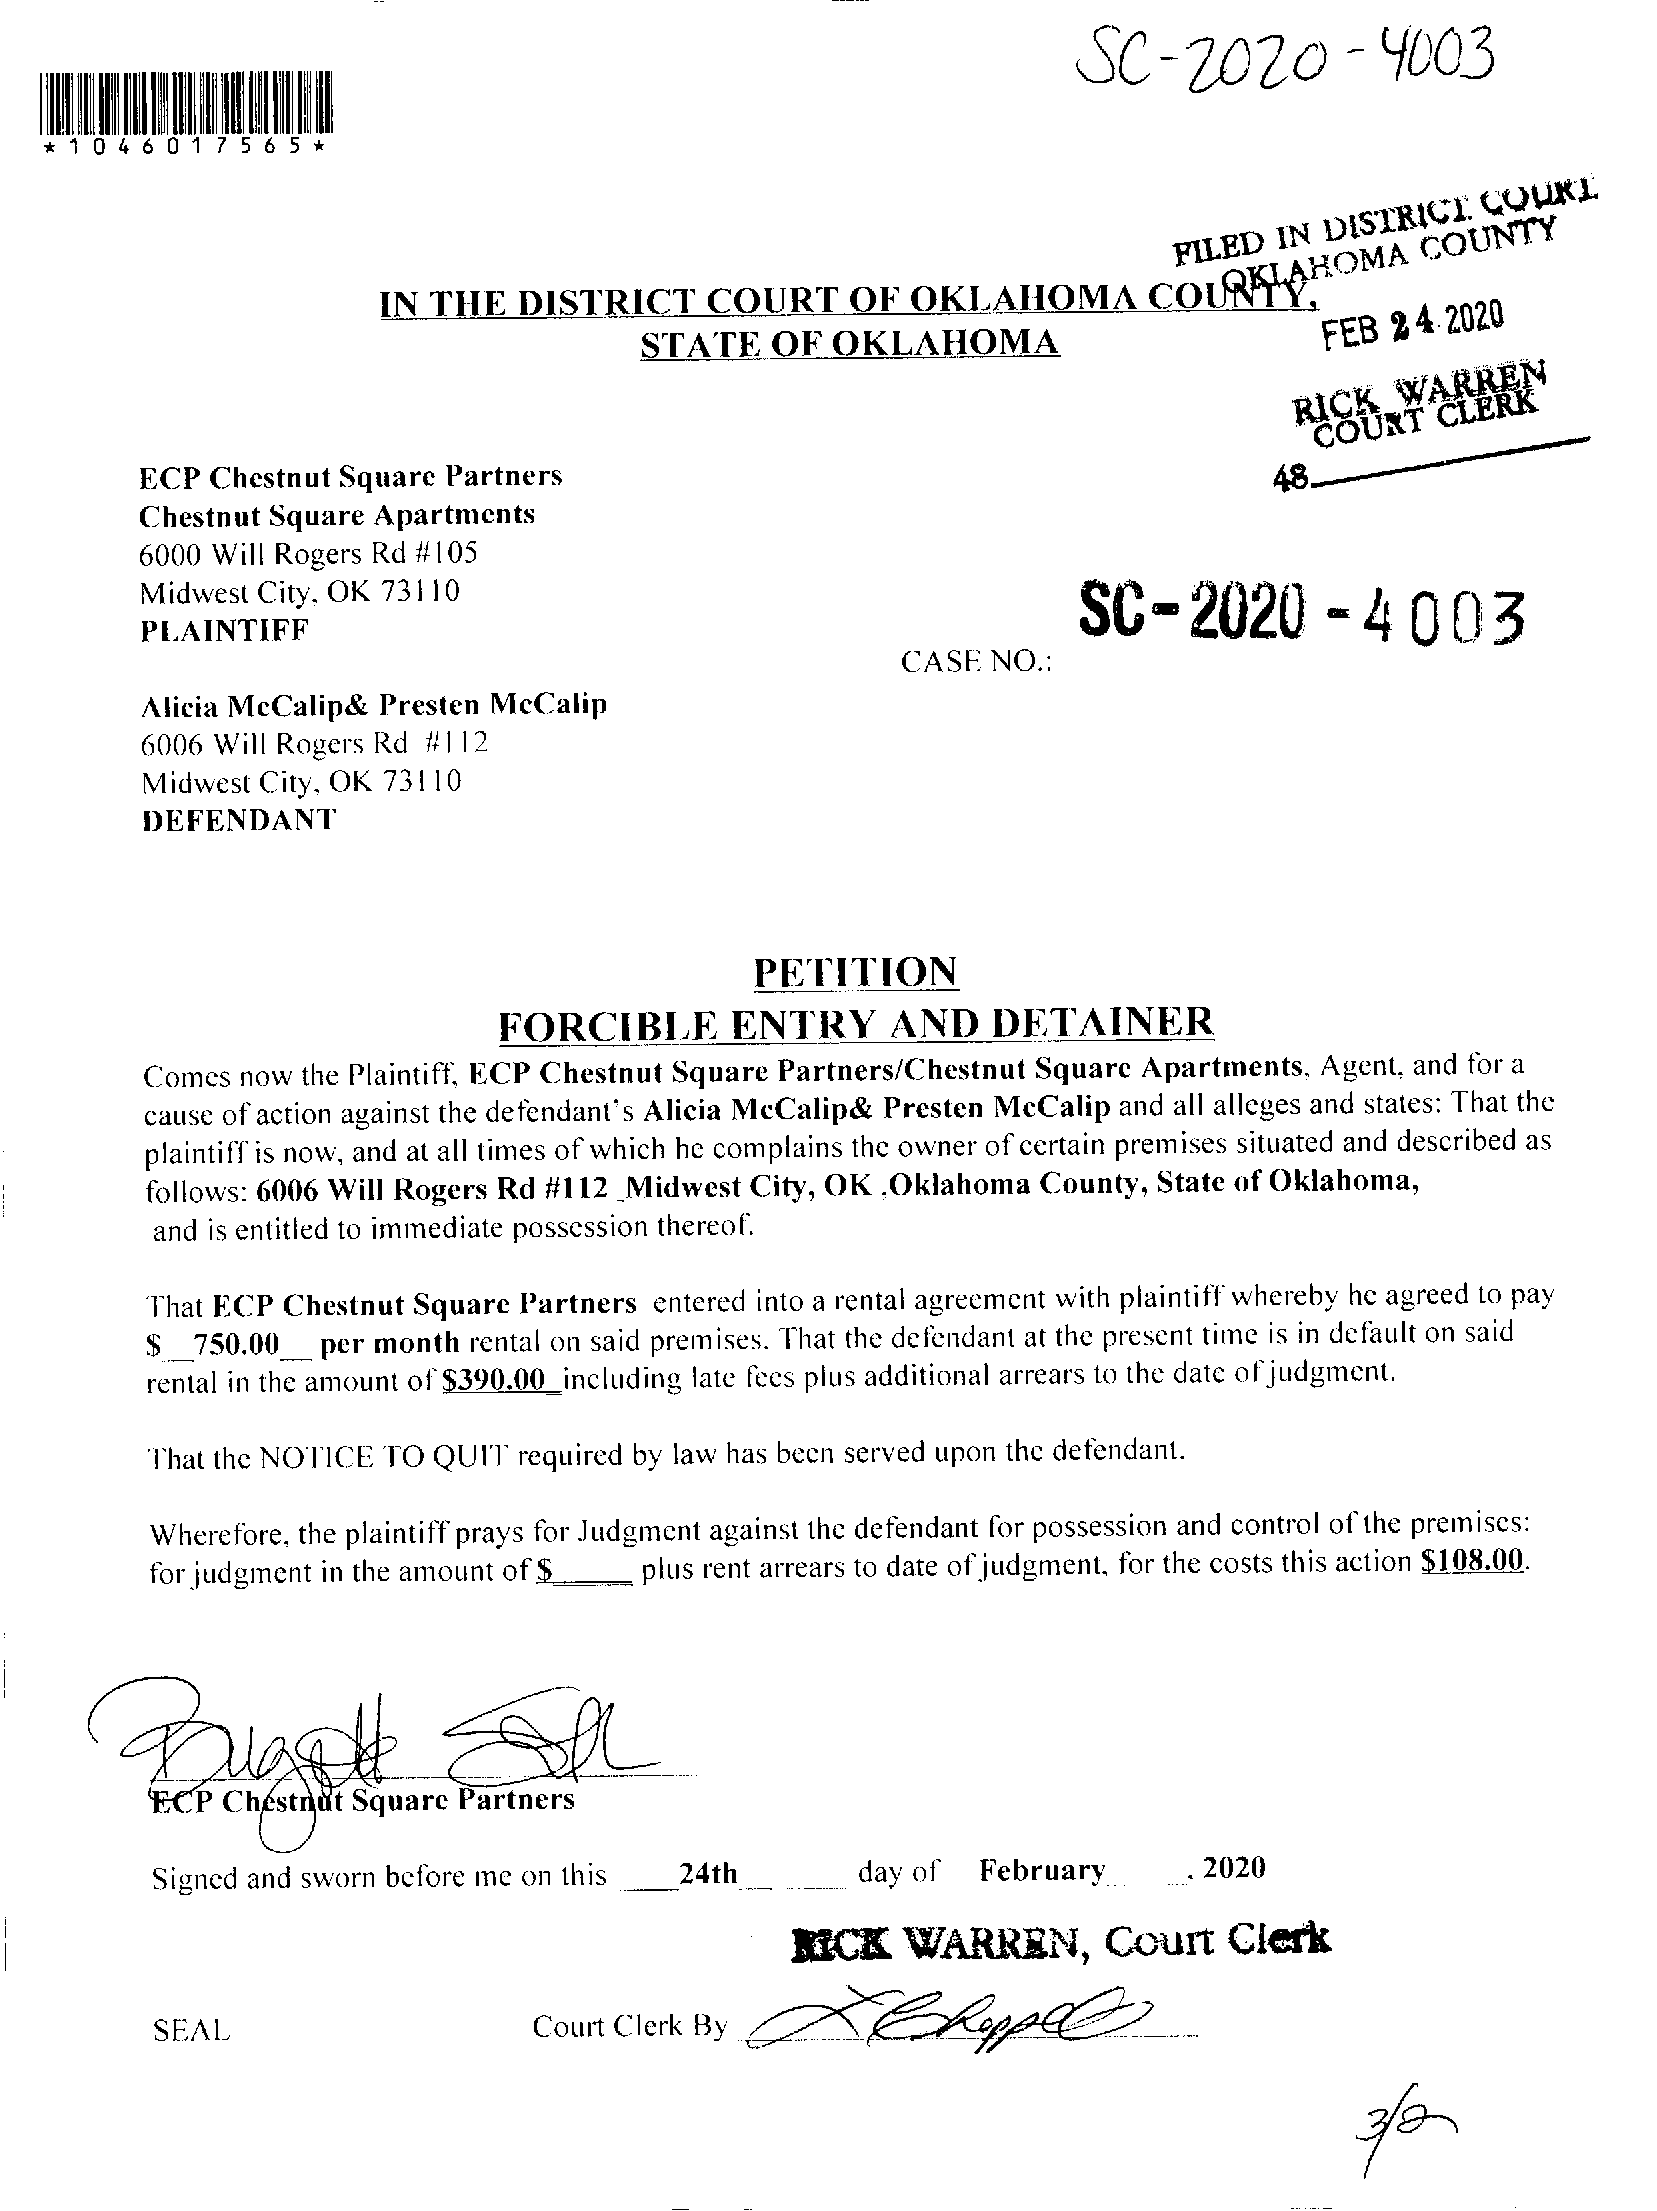 SC-2020-4003
*1046017565*
FILED IN DISTRICT COURT
OKLAHOMA COUNTY
IN THE DISTRICT COURT OF OKLAHOMA COUNTY,
STATE OF OKLAHOMA
FEB 24 2020
RICK WARREN
COURT CLERK
48
ECP Chestnut Square Partners
Chestnut Square Apartments
6000 Will Rogers Rd #105
Midwest City, OK 73110
PLAINTIFF
SC-2020-4003
CASE NO.:
Alicia McCalip& Presten McCalip
6006 Will Rogers Rd #112
Midwest City, OK 73110
DEFENDANT
PETITION
FORCIBLE ENTRY AND DETAINER
Comes now the Plaintiff, ECP Chestnut Square Partners/Chestnut Square Apartments, Agent, and for a
cause of action against the defendant's Alicia McCalip& Presten McCalip and all alleges and states: That the
plaintiff is now, and at all times of which he complains the owner of certain premises situated and described as
follows: 6006 Will Rogers Rd #112 _Midwest City, OK .Oklahoma County, State of Oklahoma,
and is entitled to immediate possession thereof.
That ECP Chestnut Square Partners entered into a rental agreement with plaintiff whereby he agreed to pay
$ __750.00__ per month rental on said premises. That the defendant at the present time is in default on said
rental in the amount of $390.00_including late fees plus additional arrears to the date of judgment.
That the NOTICE TO QUIT required by law has been served upon the defendant.
Wherefore, the plaintiff prays for Judgment against the defendant for possession and control of the premises:
for judgment in the amount of $_____ plus rent arrears to date of judgment, for the costs this action $108.00.
ECP Chestnut Square Partners
Signed and sworn before me on this ____24th___ ____ day of February__ __. 2020
RICK WARREN, Court Clerk
SEAL Court Clerk By